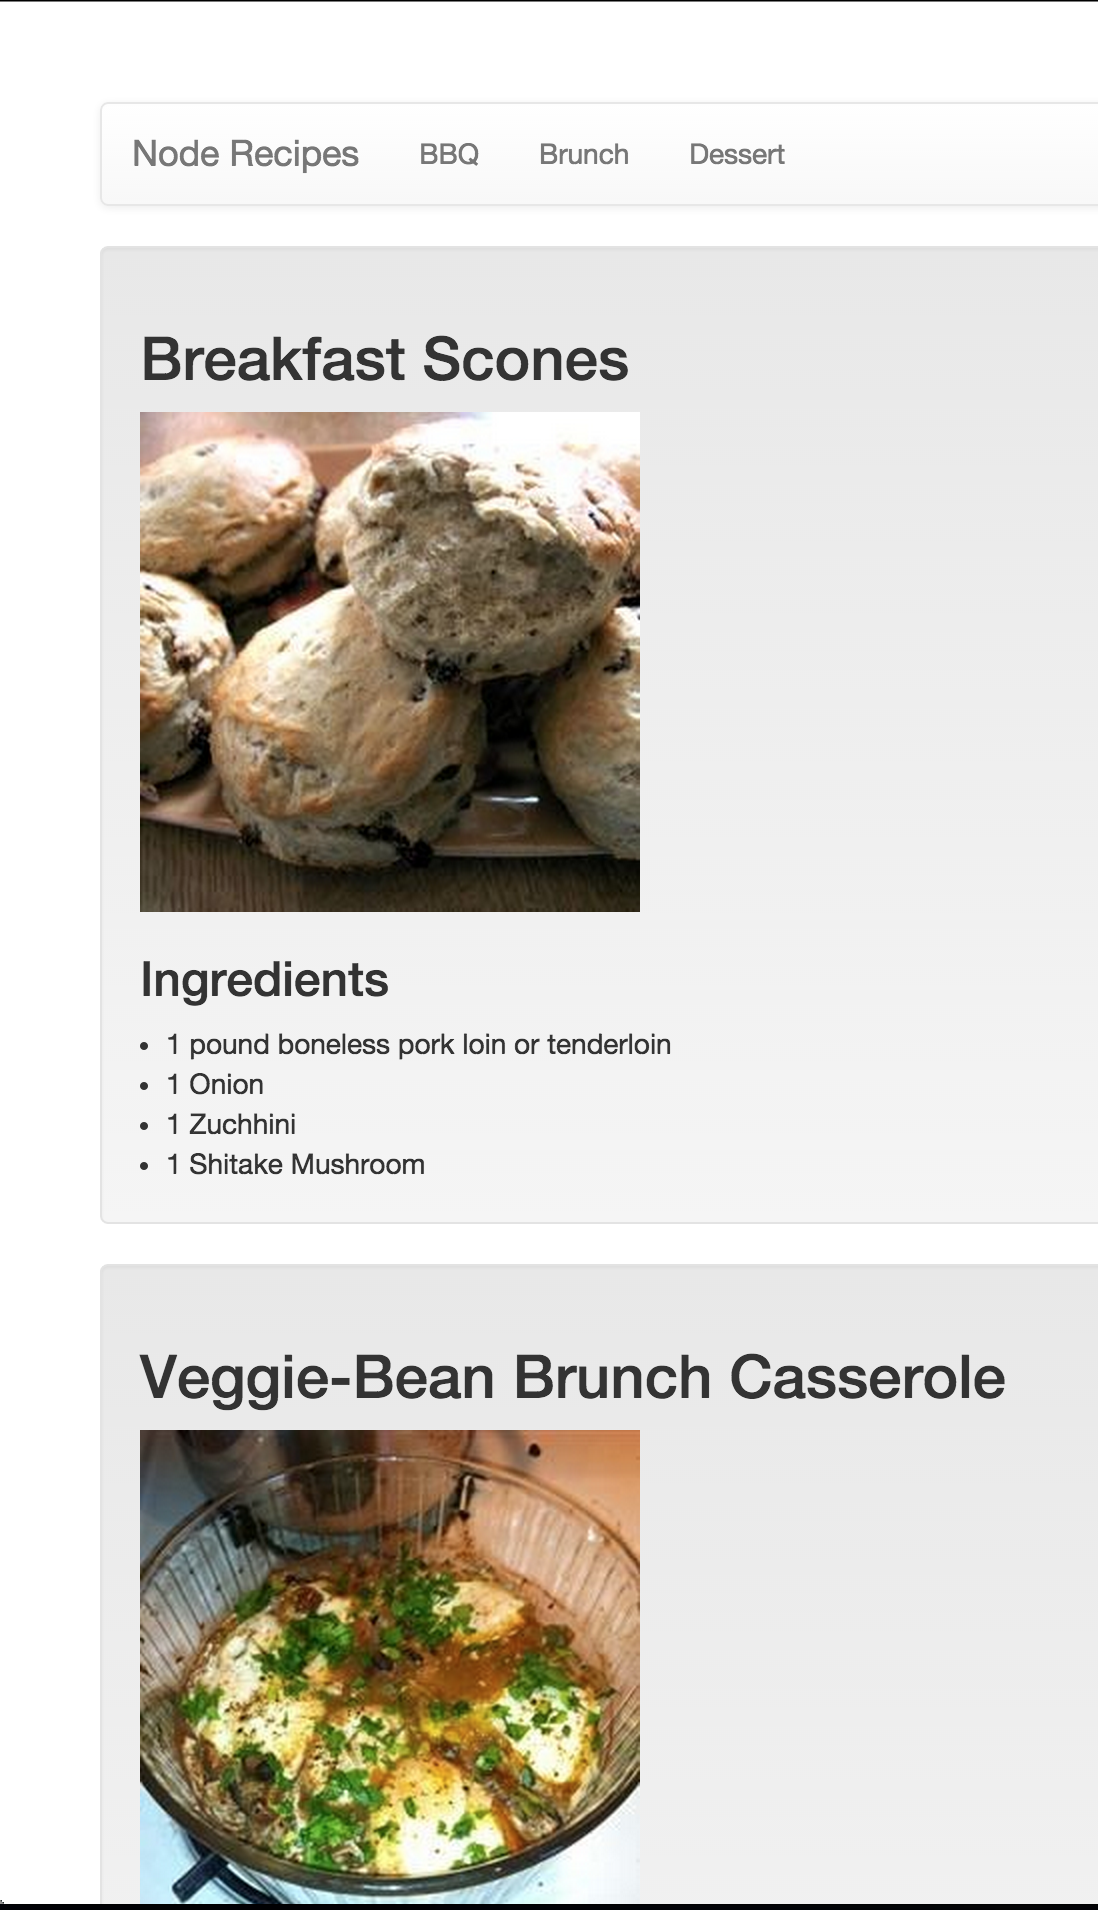 Node Recipes BBQ Brunch Dessert
Breakfast Scones
Ingredients
• 1 pound boneless pork loin or tenderloin
• 1 Onion
• 1 Zuchhini
• 1 Shitake Mushroom
Veggie-Bean Brunch Casserole